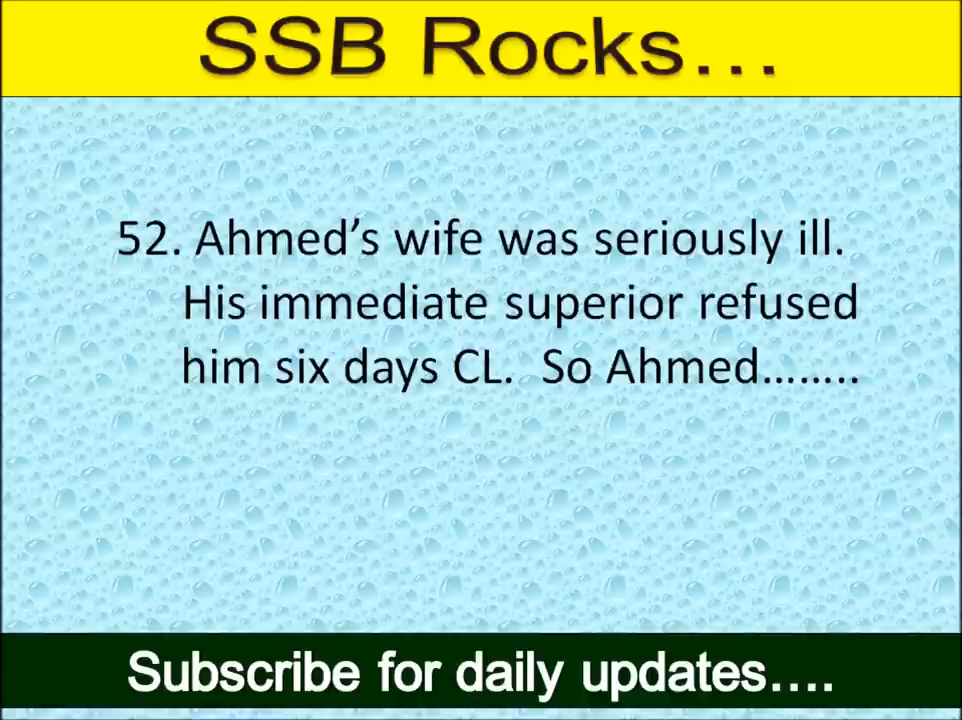 SSB Rocks...
52. Ahmed’s wife was seriously ill.
His immediate superior refused
him six days CL. So Ahmed........
Subscribe for daily updates....